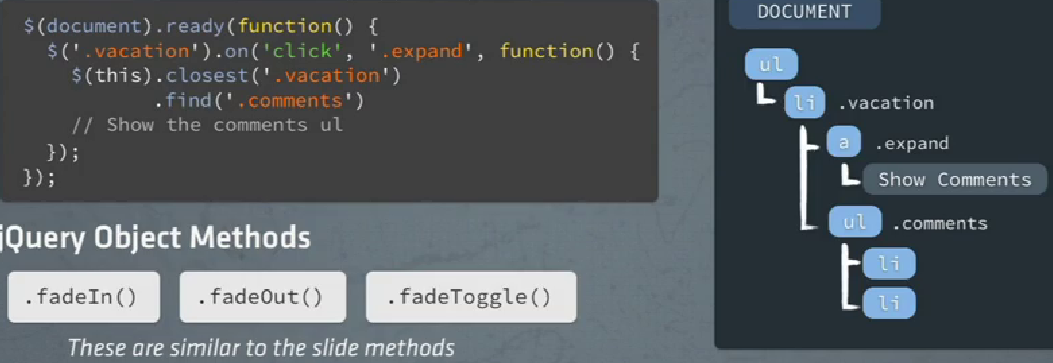 $(document).ready(function() {
$('.vacation').on('click', '.expand', function() {
$(this).closest('.vacation')
.find('.comments')
// Show the comments ul
});
});
jQuery Object Methods
.fadeIn()
.fadeOut()
.fadeToggle()
These are similar to the slide methods
DOCUMENT
ul
li .vacation
a .expand
Show Comments
ul .comments
li
li